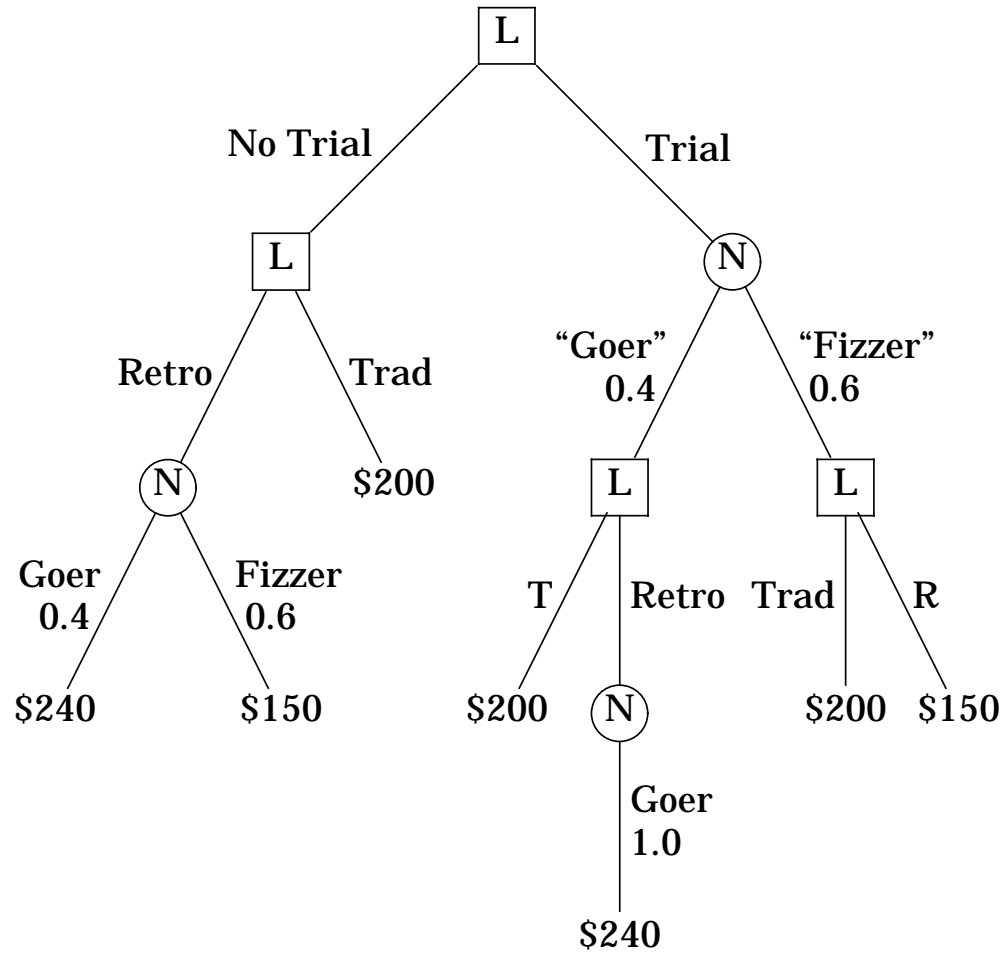 L
No Trial
Trial
L
N
Retro
Trad
“Goer”
0.4
“Fizzer”
0.6
N
$200
L
L
Goer
0.4
Fizzer
0.6
T
Retro
Trad
R
$240
$150
$200
N
$200
$150
Goer
1.0
$240